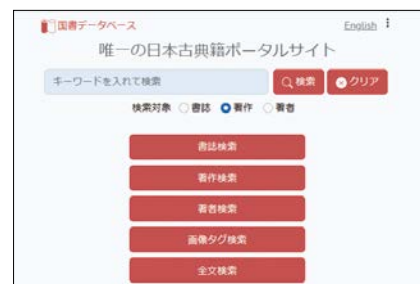 国書データベース
English
唯一の日本古典籍ポータルサイト
キーワードを入れて検索
検索
クリア
検索対象 書誌 著作 著者
書誌検索
著作検索
著者検索
画像タグ検索
全文検索